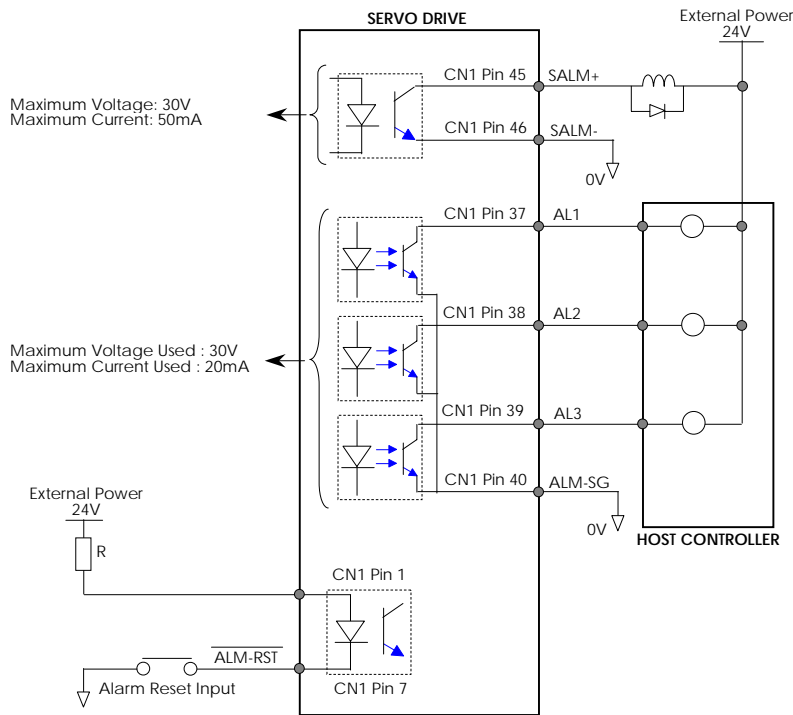 SERVO DRIVE
External Power
24V
CN1 Pin 45
SALM+
Maximum Voltage: 30V
Maximum Current: 50mA
CN1 Pin 46
SALM-
0V
CN1 Pin 37
AL1
CN1 Pin 38
AL2
Maximum Voltage Used : 30V
Maximum Current Used : 20mA
CN1 Pin 39
AL3
CN1 Pin 40
ALM-SG
0V
HOST CONTROLLER
External Power
24V
R
CN1 Pin 1
ALM-RST
Alarm Reset Input
CN1 Pin 7